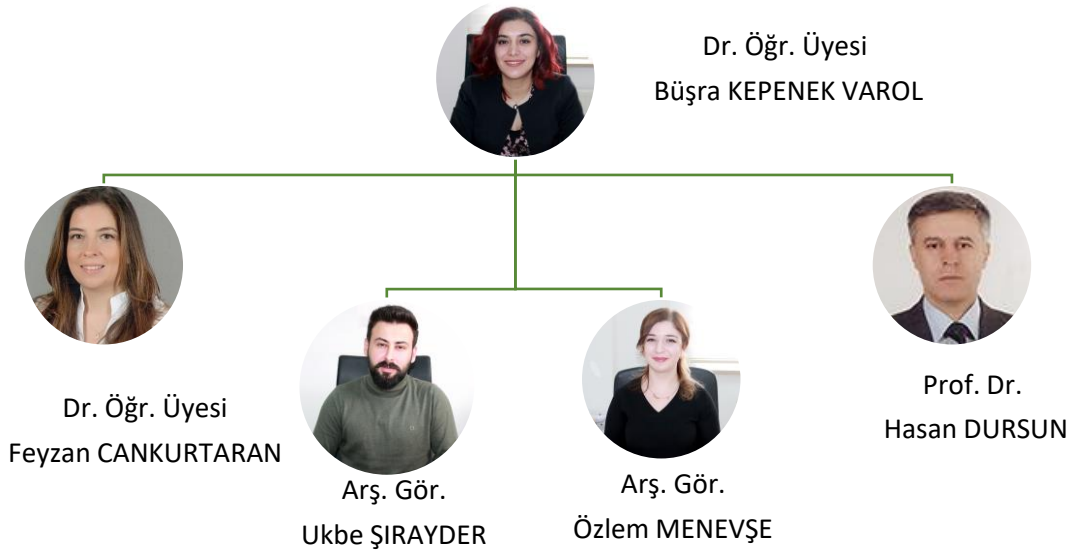 Dr. Öğr. Üyesi
Büşra KEPENEK VAROL
Dr. Öğr. Üyesi
Feyzan CANKURTARAN
Arş. Gör.
Ukbe ŞIRAYDER
Arş. Gör.
Özlem MENEVŞE
Prof. Dr.
Hasan DURSUN